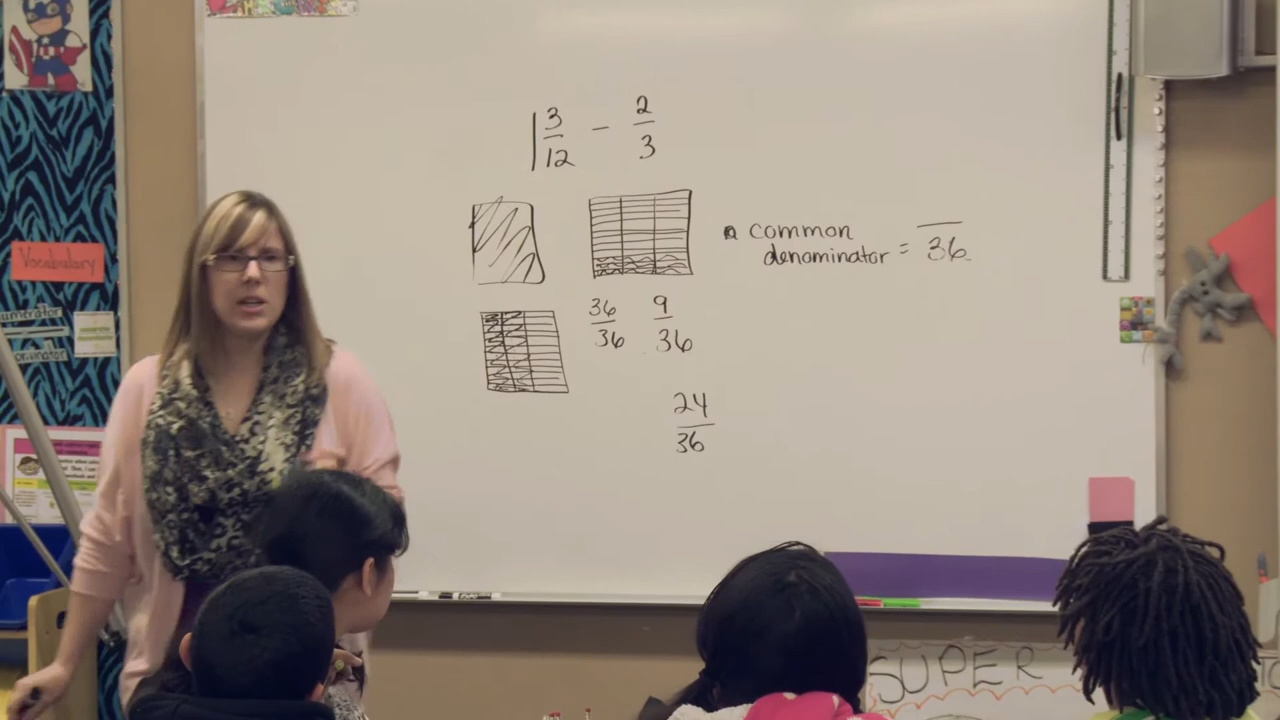 1 3/12 - 2/3
a common
denominator = /36
36/36 9/36
24/36
Vocabulary
SUPER